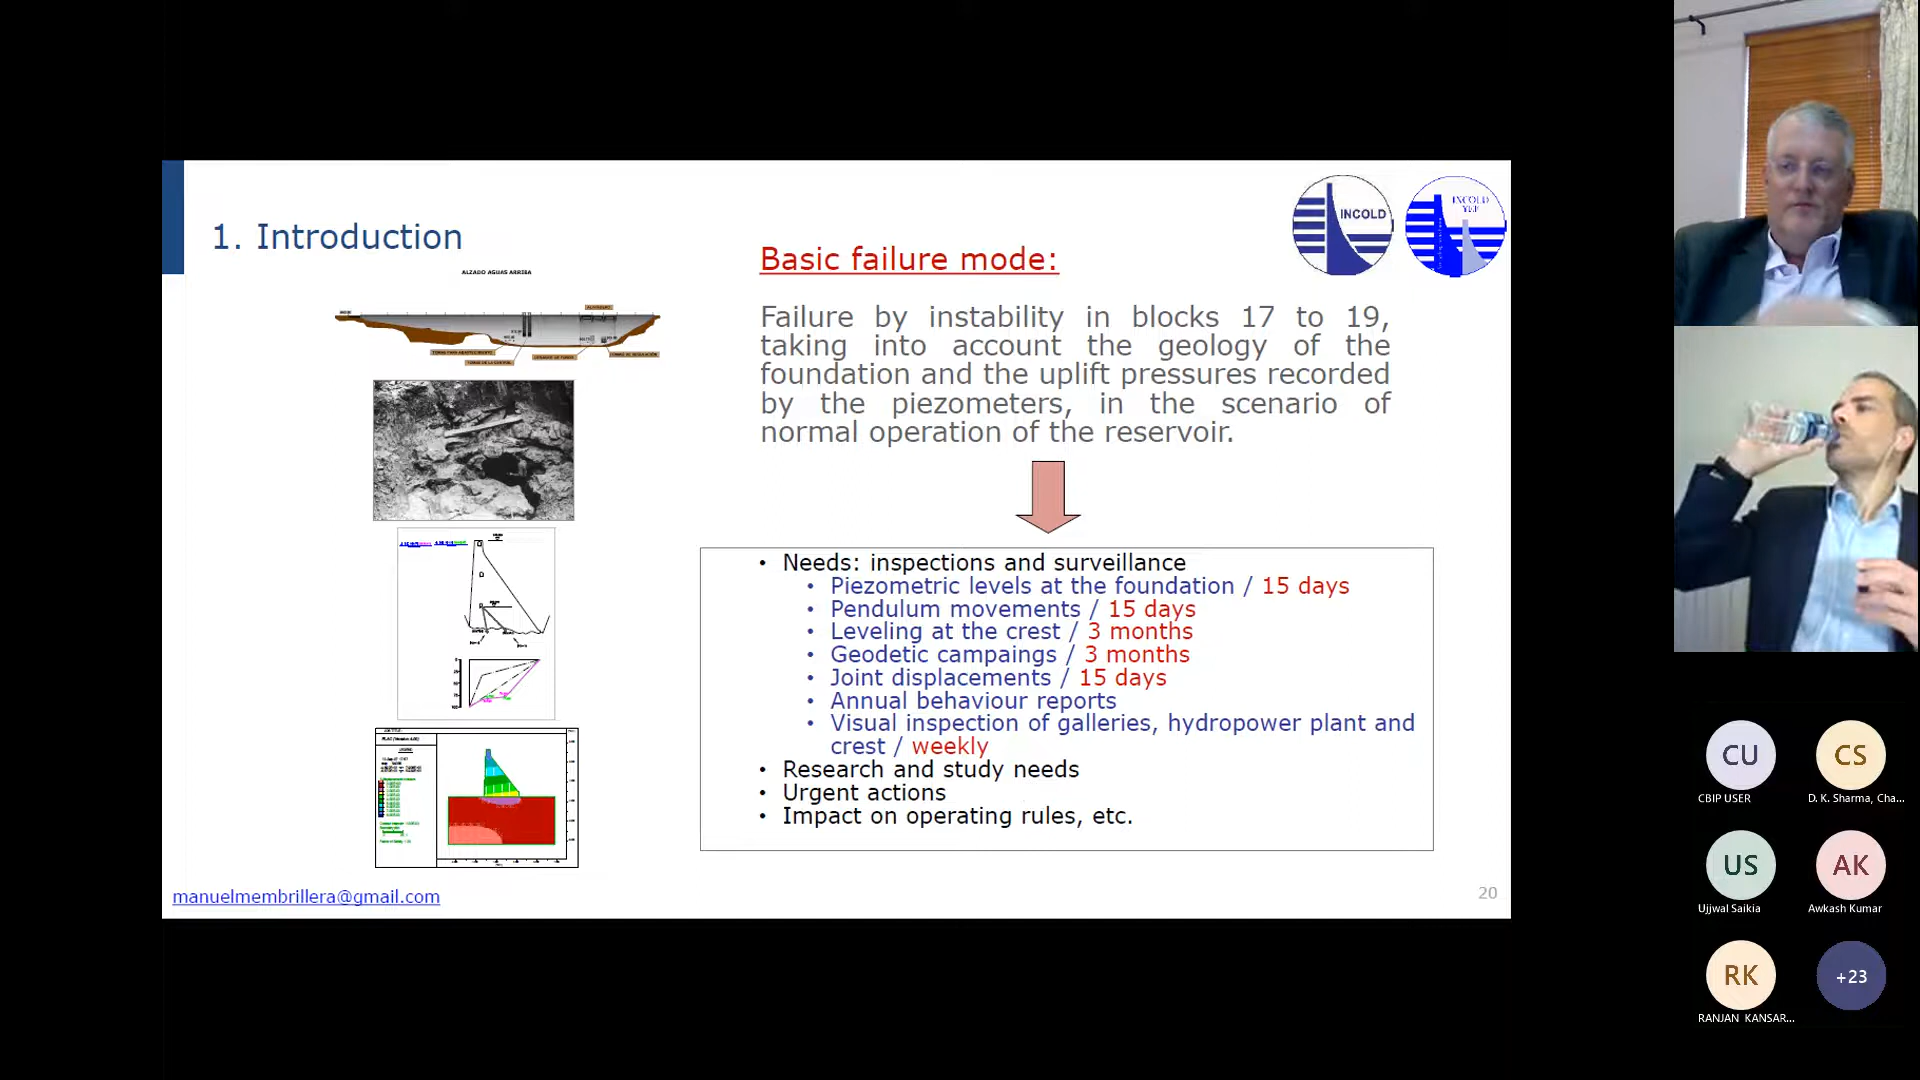 1. Introduction
INCOLD
INCOLD
YEF
ALZADO AGUAS ARRIBA
Basic failure mode:
Failure by instability in blocks 17 to 19,
taking into account the geology of the
foundation and the uplift pressures recorded
by the piezometers, in the scenario of
normal operation of the reservoir.
• Needs: inspections and surveillance
• Piezometric levels at the foundation / 15 days
• Pendulum movements / 15 days
• Leveling at the crest / 3 months
• Geodetic campaings / 3 months
• Joint displacements / 15 days
• Annual behaviour reports
• Visual inspection of galleries, hydropower plant and
crest / weekly
• Research and study needs
• Urgent actions
• Impact on operating rules, etc.
manuelmembrillera@gmail.com
20
CU
CBIP USER
CS
D. K. Sharma, Cha...
US
Ujjwal Saikia
AK
Awkash Kumar
RK
RANJAN KANSAR...
+23